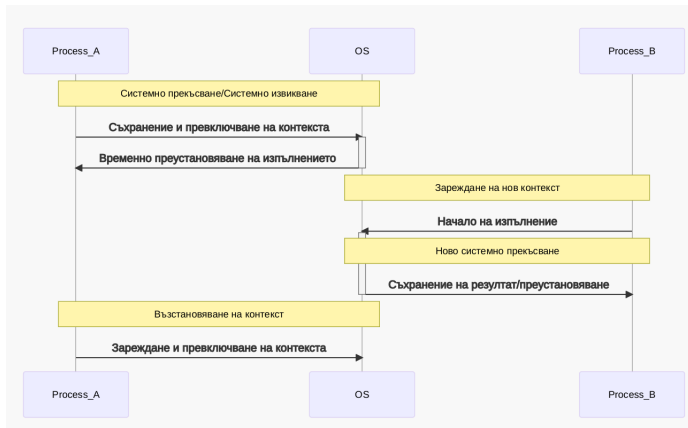 Process_A
OS
Process_B
Системно прекъсване/Системно извикване
Съхранение и превключване на контекста
Временно преустановяване на изпълнението
Зареждане на нов контекст
Начало на изпълнение
Ново системно прекъсване
Съхранение на резултат/преустановяване
Възстановяване на контекст
Зареждане и превключване на контекста
Process_A
OS
Process_B